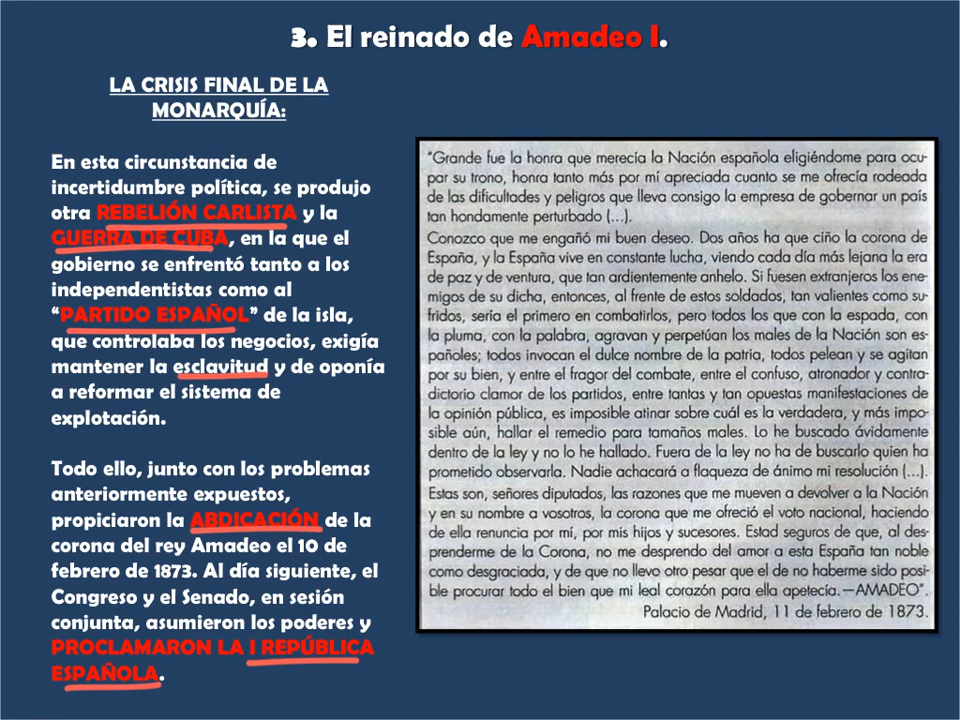 3. El reinado de Amadeo I.
LA CRISIS FINAL DE LA
MONARQUÍA:
En esta circunstancia de
incertidumbre política, se produjo
otra REBELIÓN CARLISTA y la
GUERRA DE CUBA, en la que el
gobierno se enfrentó tanto a los
independentistas como al
“PARTIDO ESPAÑOL” de la isla,
que controlaba los negocios, exigía
mantener la esclavitud y de oponía
a reformar el sistema de
explotación.
Todo ello, junto con los problemas
anteriormente expuestos,
propiciaron la ABDICACIÓN de la
corona del rey Amadeo el 10 de
febrero de 1873. Al día siguiente, el
Congreso y el Senado, en sesión
conjunta, asumieron los poderes y
PROCLAMARON LA I REPÚBLICA
ESPAÑOLA.
“Grande fue la honra que merecía la Nación española eligiéndome para ocu-
par su trono, honra tanto más por mí apreciada cuanto se me ofrecía rodeada
de las dificultades y peligros que lleva consigo la empresa de gobernar un país
tan hondamente perturbado (...).
Conozco que me engañó mi buen deseo. Dos años ha que ciño la corona de
España, y la España vive en constante lucha, viendo cada día más lejana la era
de paz y de ventura, que tan ardientemente anhelo. Si fuesen extranjeros los ene-
migos de su dicha, entonces, al frente de estos soldados, tan valientes como su-
fridos, sería el primero en combatirlos, pero todos los que con la espada, con
la pluma, con la palabra, agravan y perpetúan los males de la Nación son es-
pañoles; todos invocan el dulce nombre de la patria, todos pelean y se agitan
por su bien, y entre el fragor del combate, entre el confuso, atronador y contra-
dictorio clamor de los partidos, entre tantas y tan opuestas manifestaciones de
la opinión pública, es imposible atinar sobre cuál es la verdadera, y más impo-
sible aún, hallar el remedio para tamaños males. Lo he buscado ávidamente
dentro de la ley y no lo he hallado. Fuera de la ley no ha de buscarlo quien ha
prometido observarla. Nadie achacará a flaqueza de ánimo mi resolución (...).
Estas son, señores diputados, las razones que me mueven a devolver a la Nación
y en su nombre a vosotros, la corona que me ofreció el voto nacional, haciendo
de ella renuncia por mí, por mis hijos y sucesores. Estad seguros de que, al des-
prenderme de la Corona, no me desprendo del amor a esta España tan noble
como desgraciada, y de que no llevo otro pesar que el de no haberme sido posi-
ble procurar todo el bien que mi leal corazón para ella apetecía.—AMADEO”.
Palacio de Madrid, 11 de febrero de 1873.